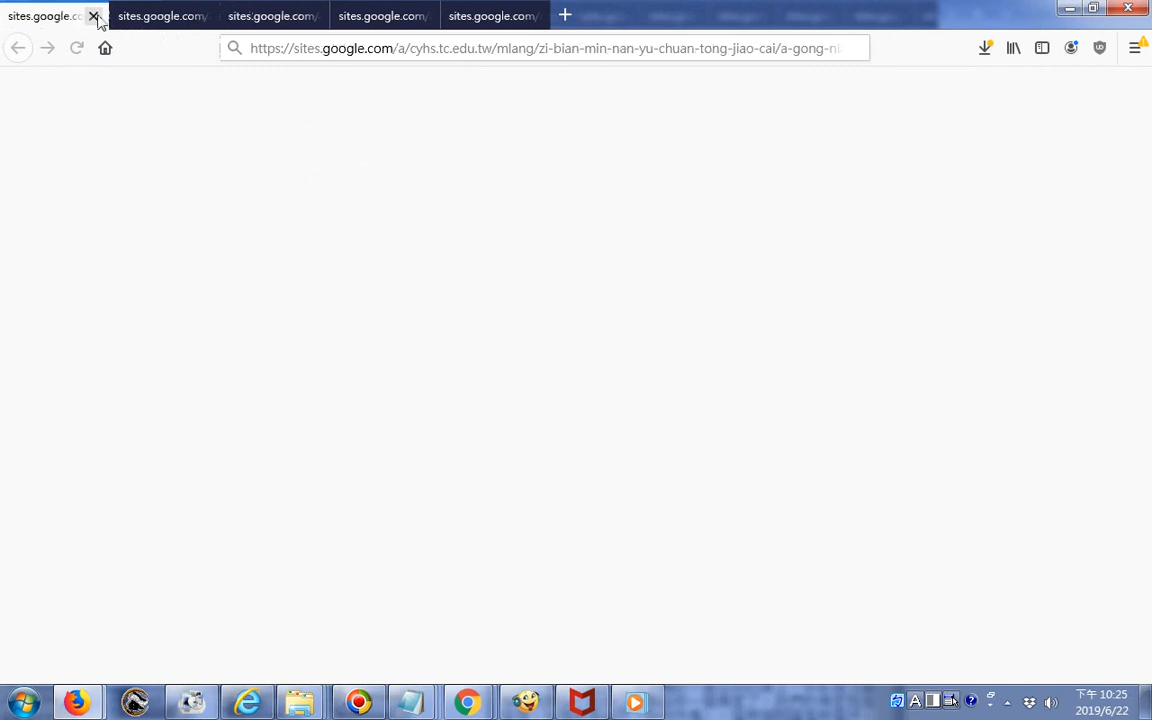 sites.google.cc
sites.google.com/
sites.google.com/
sites.google.com/
sites.google.com/
https://sites.google.com/a/cyhs.tc.edu.tw/mlang/zi-bian-min-nan-yu-chuan-tong-jiao-cai/a-gong-ni
下午 10:25
2019/6/22